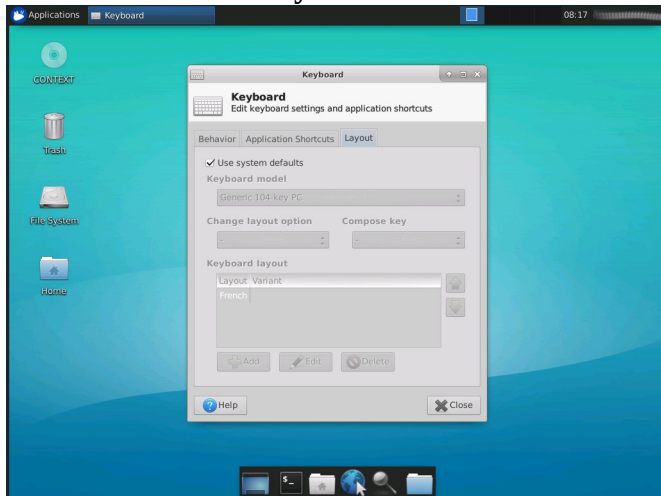 Applications Keyboard 08:17
CONTEXT
Trash
File System
Home
Keyboard
Keyboard
Edit keyboard settings and application shortcuts
Behavior Application Shortcuts Layout
Use system defaults
Keyboard model
Generic 104-key PC
Change layout option Compose key
- -
Keyboard layout
Layout Variant
French
Add Edit Delete
Help Close